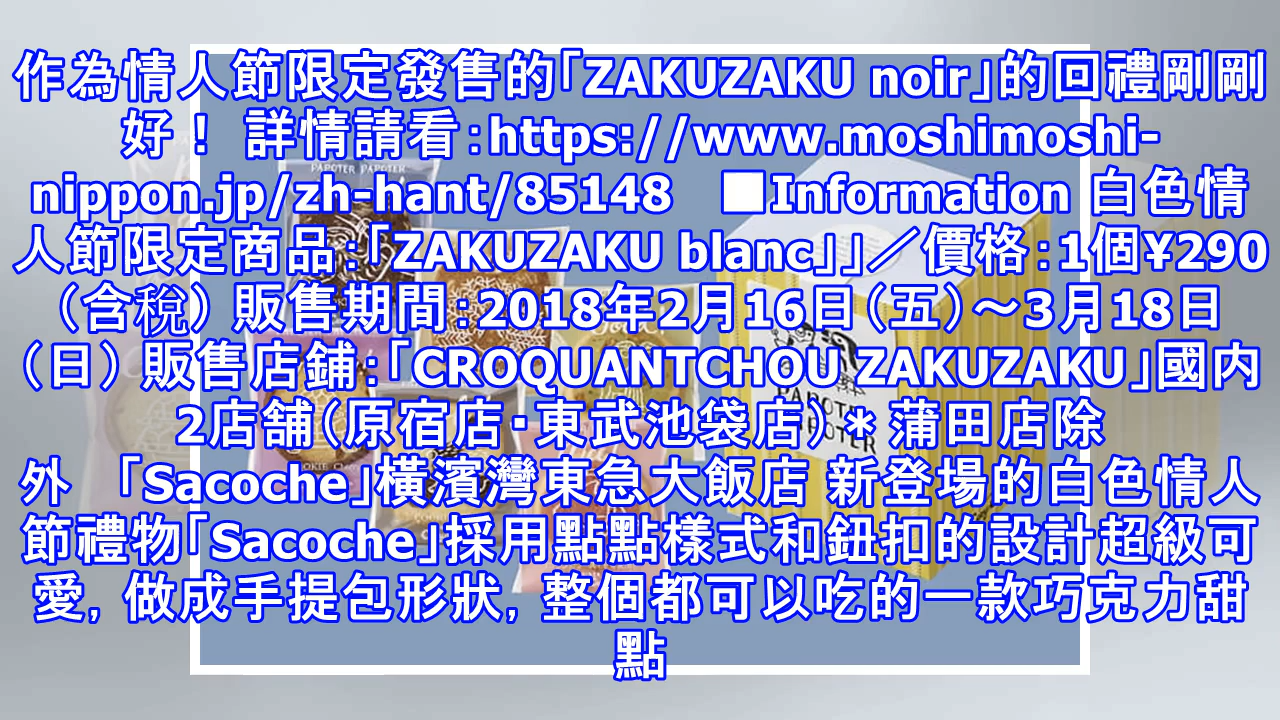 作為情人節限定發售的「ZAKUZAKU noir」的回禮剛剛
好！ 詳情請看：https://www.moshimoshi-
nippon.jp/zh-hant/85148　■Information 白色情
人節限定商品：「ZAKUZAKU blanc」」／價格：1個¥290
（含稅） 販售期間：2018年2月16日（五）～3月18日
（日） 販售店鋪：「CROQUANTCHOU ZAKUZAKU」國内
2店舖（原宿店・東武池袋店）＊蒲田店除
外　「Sacoche」橫濱灣東急大飯店 新登場的白色情人
節禮物「Sacoche」採用點點樣式和鈕扣的設計超級可
愛，做成手提包形狀，整個都可以吃的一款巧克力甜
點
PAPOTER PAPOTER
PAPOTER